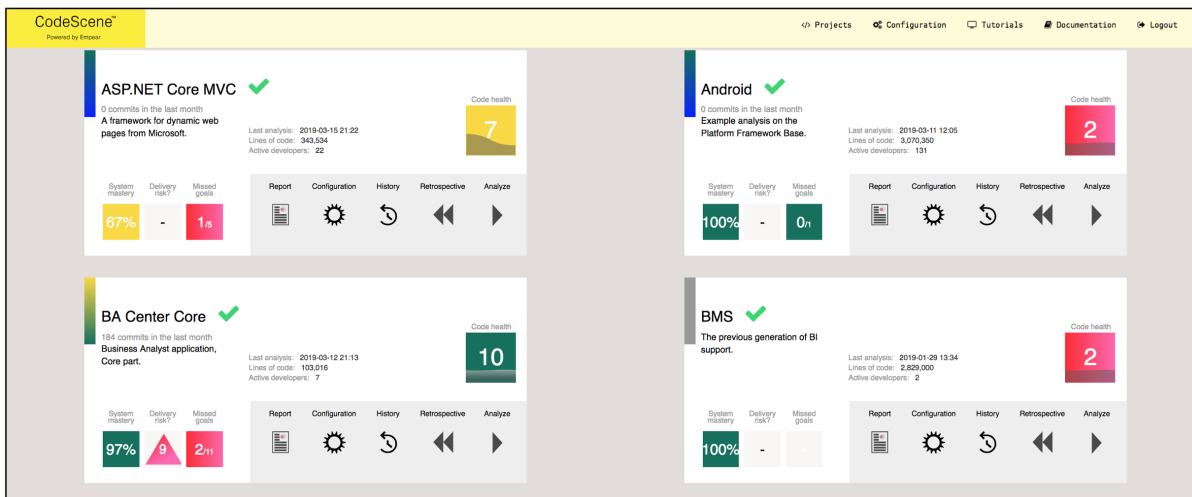 CodeScene™
Powered by Empear
Projects
Configuration
Tutorials
Documentation
Logout
ASP.NET Core MVC
0 commits in the last month
A framework for dynamic web
pages from Microsoft.
Last analysis: 2019-03-15 21:22
Lines of code: 343,534
Active developers: 22
Code health
7
System
mastery
67%
Delivery
risk?
-
Missed
goals
1/5
Report
Configuration
History
Retrospective
Analyze
Android
0 commits in the last month
Example analysis on the
Platform Framework Base.
Last analysis: 2019-03-11 12:05
Lines of code: 3,070,350
Active developers: 131
Code health
2
System
mastery
100%
Delivery
risk?
-
Missed
goals
0/1
Report
Configuration
History
Retrospective
Analyze
BA Center Core
184 commits in the last month
Business Analyst application,
Core part.
Last analysis: 2019-03-12 21:13
Lines of code: 103,016
Active developers: 7
Code health
10
System
mastery
97%
Delivery
risk?
9
Missed
goals
2/11
Report
Configuration
History
Retrospective
Analyze
BMS
The previous generation of BI
support.
Last analysis: 2019-01-29 13:34
Lines of code: 2,829,000
Active developers: 2
Code health
2
System
mastery
100%
Delivery
risk?
-
Missed
goals
-
Report
Configuration
History
Retrospective
Analyze